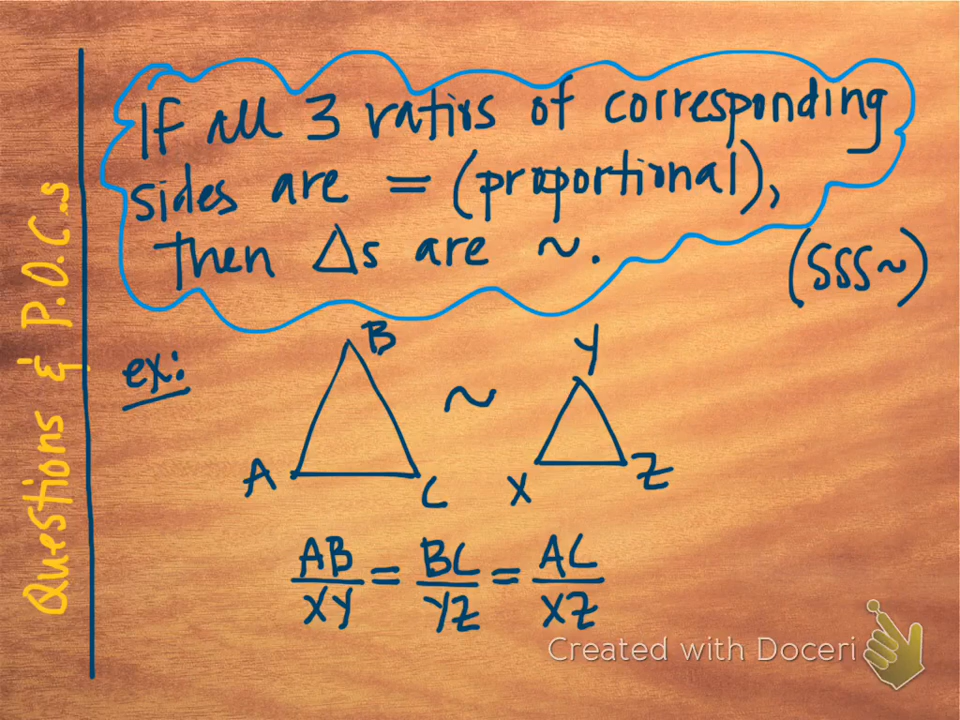 Questions & P.O.C.s
If all 3 ratios of corresponding
sides are = (proportional),
then Δs are ~.
(SSS~)
ex:
B
Y
~
A
C
X
Z
AB/XY = BC/YZ = AC/XZ
Created with Doceri